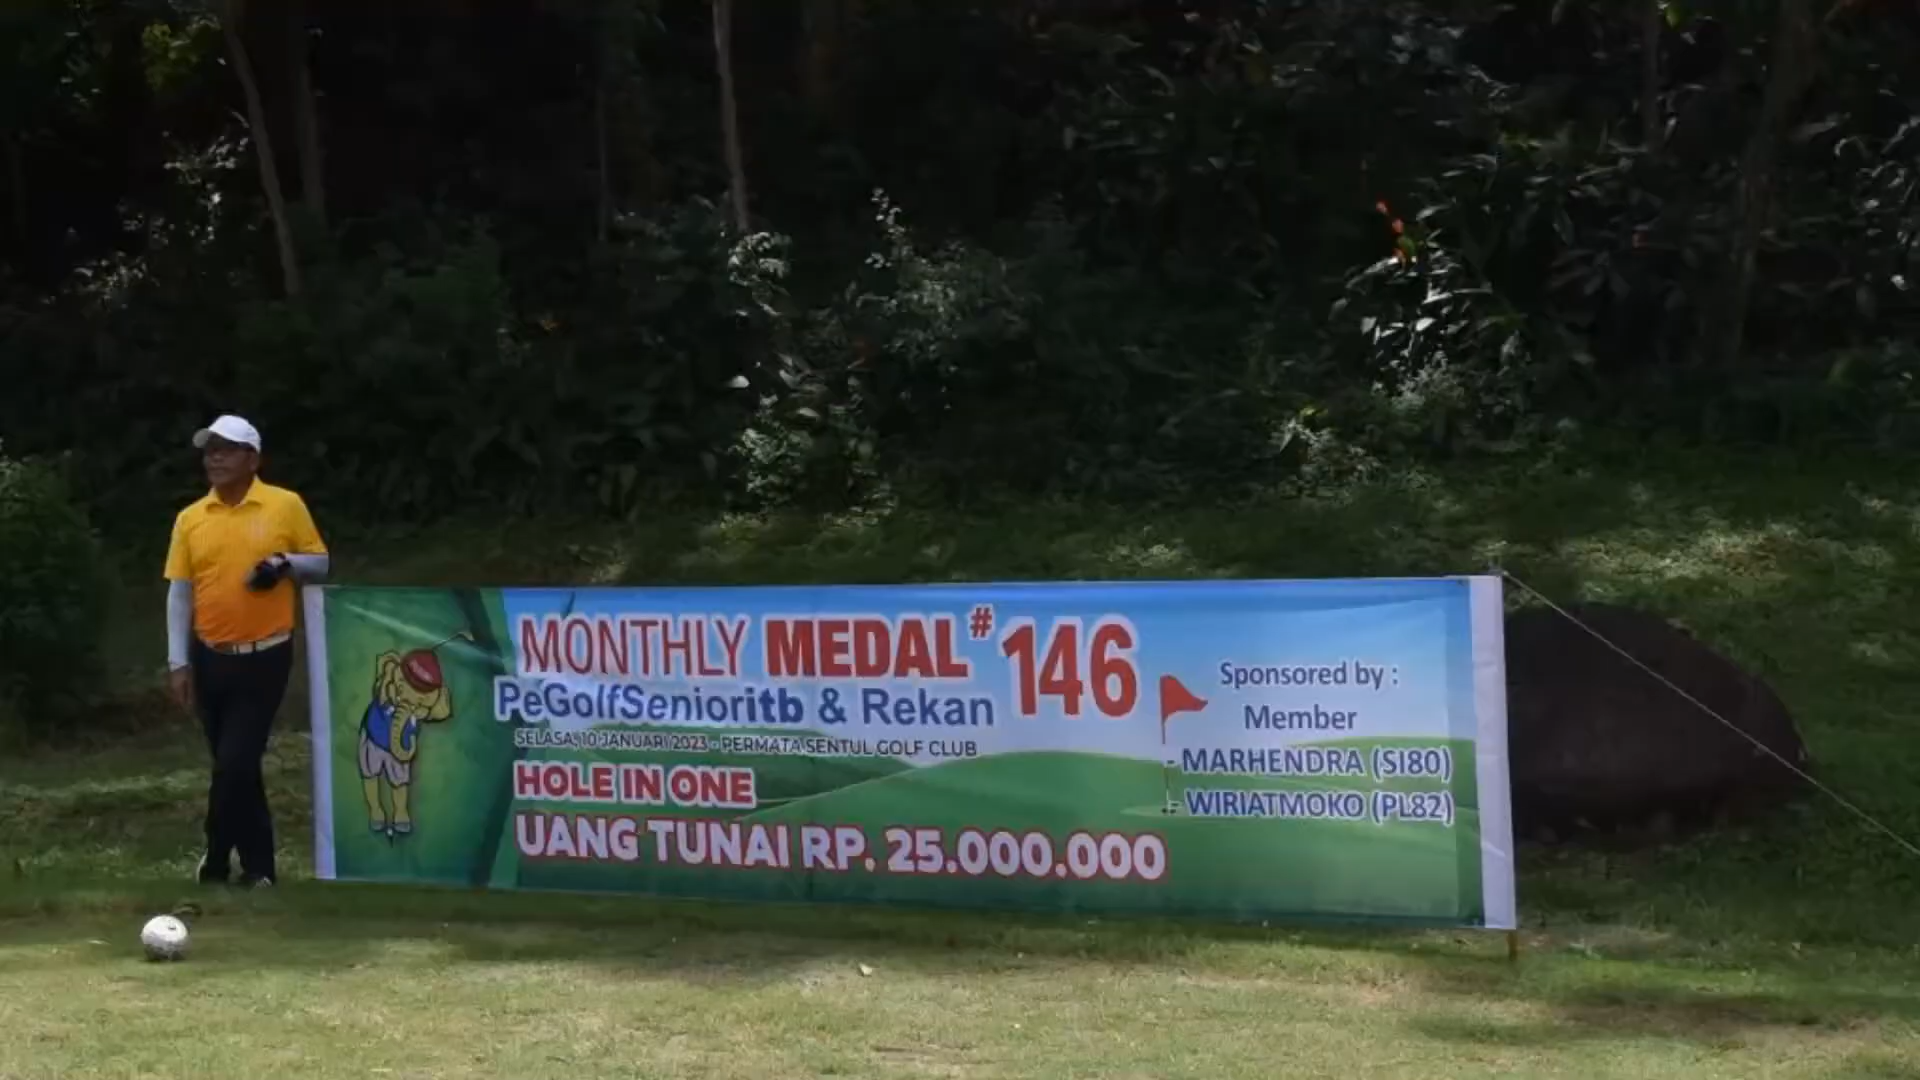 MONTHLY MEDAL #146
PeGolfSenioritb & Rekan
SELASA, 10 JANUARI 2023 - PERMATA SENTUL GOLF CLUB
HOLE IN ONE
UANG TUNAI RP. 25.000.000
Sponsored by :
Member
- MARHENDRA (SI80)
- WIRIATMOKO (PL82)